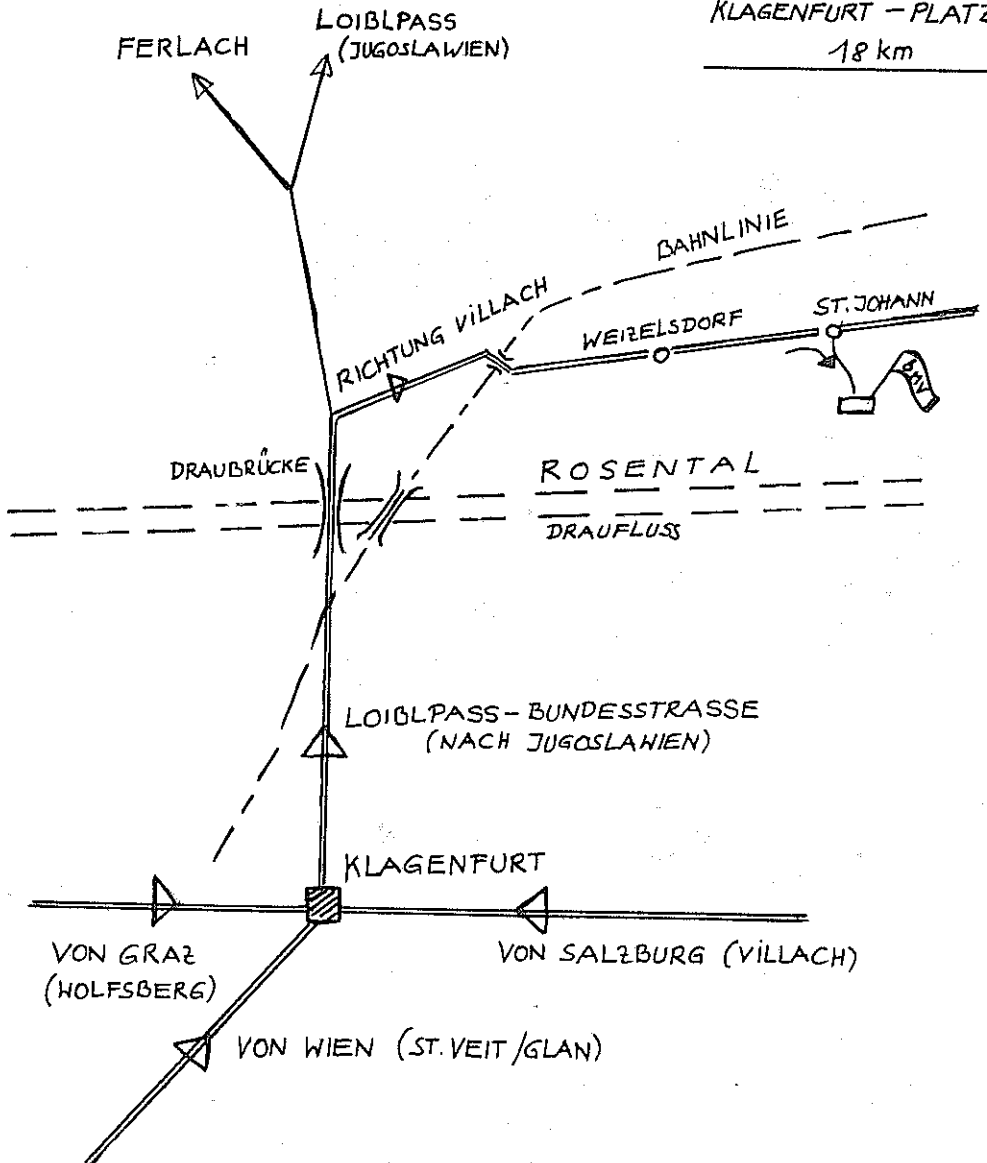 KLAGENFURT - PLATZ
18 km
LOIBLPASS
(JUGOSLAWIEN)
FERLACH
BAHNLINIE
RICHTUNG VILLACH
WEIZELSDORF
ST. JOHANN
BMV
DRAUBRÜCKE
ROSENTAL
DRAUFLUSS
LOIBLPASS-BUNDESSTRASSE
(NACH JUGOSLAWIEN)
KLAGENFURT
VON GRAZ
(WOLFSBERG)
VON SALZBURG (VILLACH)
VON WIEN (ST. VEIT/GLAN)